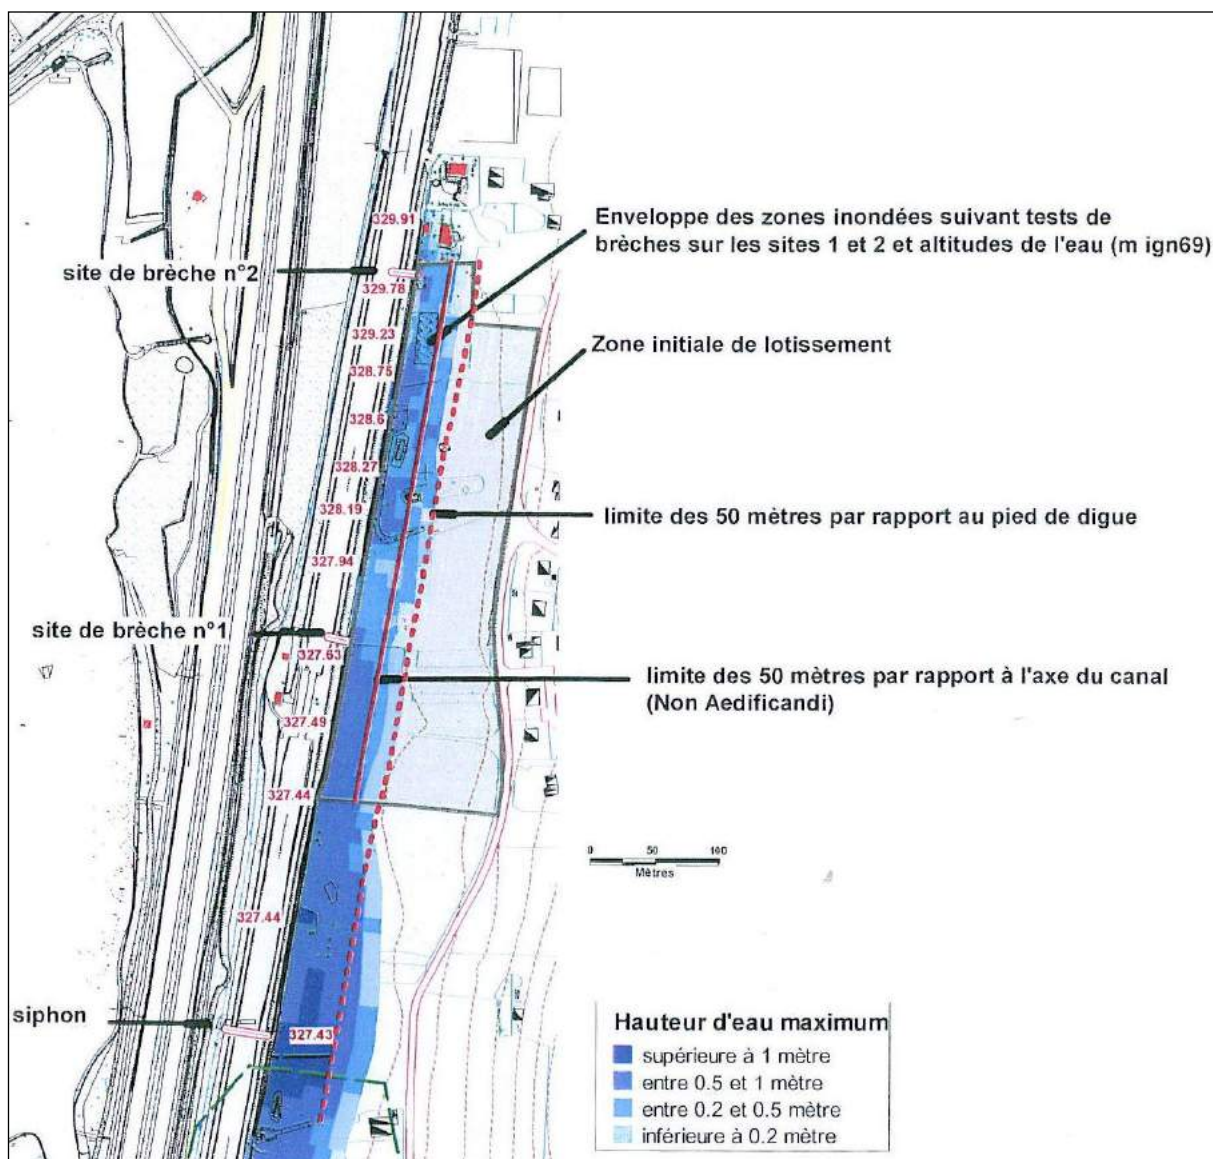 329.91
Enveloppe des zones inondées suivant tests de
brèches sur les sites 1 et 2 et altitudes de l'eau (m ign69)
site de brèche n°2
329.78
329.23
Zone initiale de lotissement
328.75
328.6
328.27
328.19
limite des 50 mètres par rapport au pied de digue
327.94
site de brèche n°1
327.63
limite des 50 mètres par rapport à l'axe du canal
(Non Aedificandi)
327.49
327.44
0 50 100
Mètres
327.44
siphon
327.43
Hauteur d'eau maximum
supérieure à 1 mètre
entre 0.5 et 1 mètre
entre 0.2 et 0.5 mètre
inférieure à 0.2 mètre